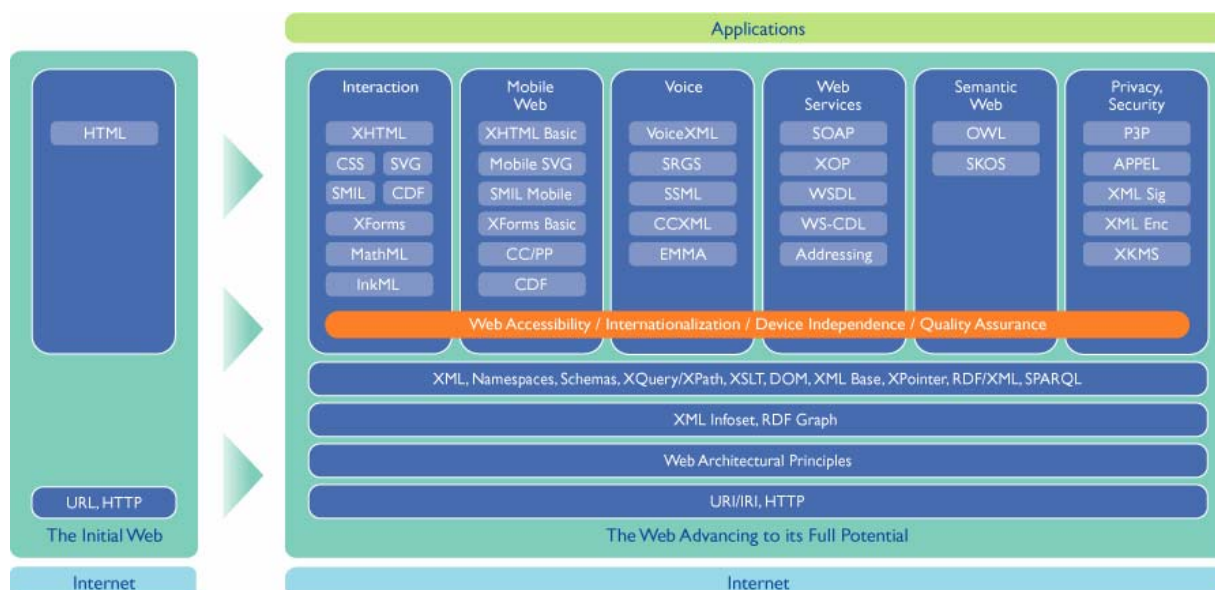 Applications
HTML
URL, HTTP
The Initial Web
Internet
Interaction
XHTML
CSS SVG
SMIL CDF
XForms
MathML
InkML
Mobile
Web
XHTML Basic
Mobile SVG
SMIL Mobile
XForms Basic
CC/PP
CDF
Voice
VoiceXML
SRGS
SSML
CCXML
EMMA
Web
Services
SOAP
XOP
WSDL
WS-CDL
Addressing
Semantic
Web
OWL
SKOS
Privacy,
Security
P3P
APPEL
XML Sig
XML Enc
XKMS
Web Accessibility / Internationalization / Device Independence / Quality Assurance
XML, Namespaces, Schemas, XQuery/XPath, XSLT, DOM, XML Base, XPointer, RDF/XML, SPARQL
XML Infoset, RDF Graph
Web Architectural Principles
URI/IRI, HTTP
The Web Advancing to its Full Potential
Internet